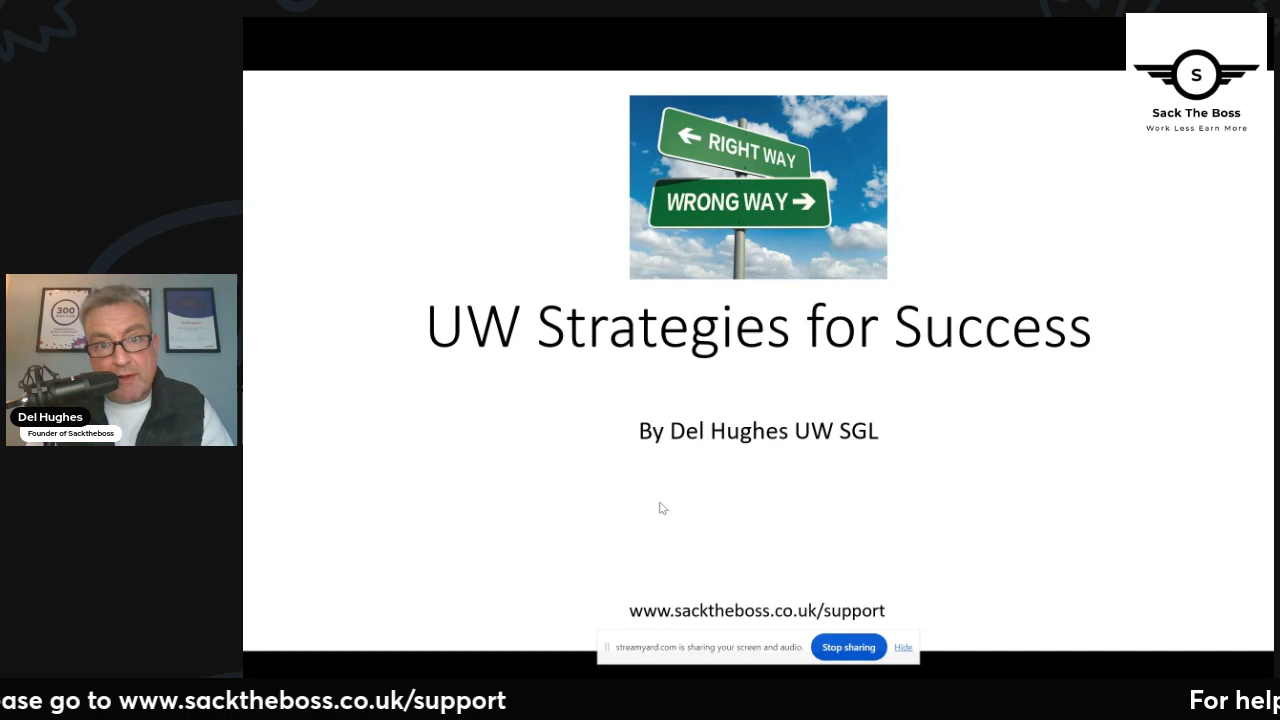 S
Sack The Boss
Work Less Earn More
RIGHT WAY
WRONG WAY
UW Strategies for Success
300
Del Hughes
Founder of Sacktheboss
By Del Hughes UW SGL
www.sacktheboss.co.uk/support
streamyard.com is sharing your screen and audio.
Stop sharing
Hide
ase go to www.sacktheboss.co.uk/support
For help